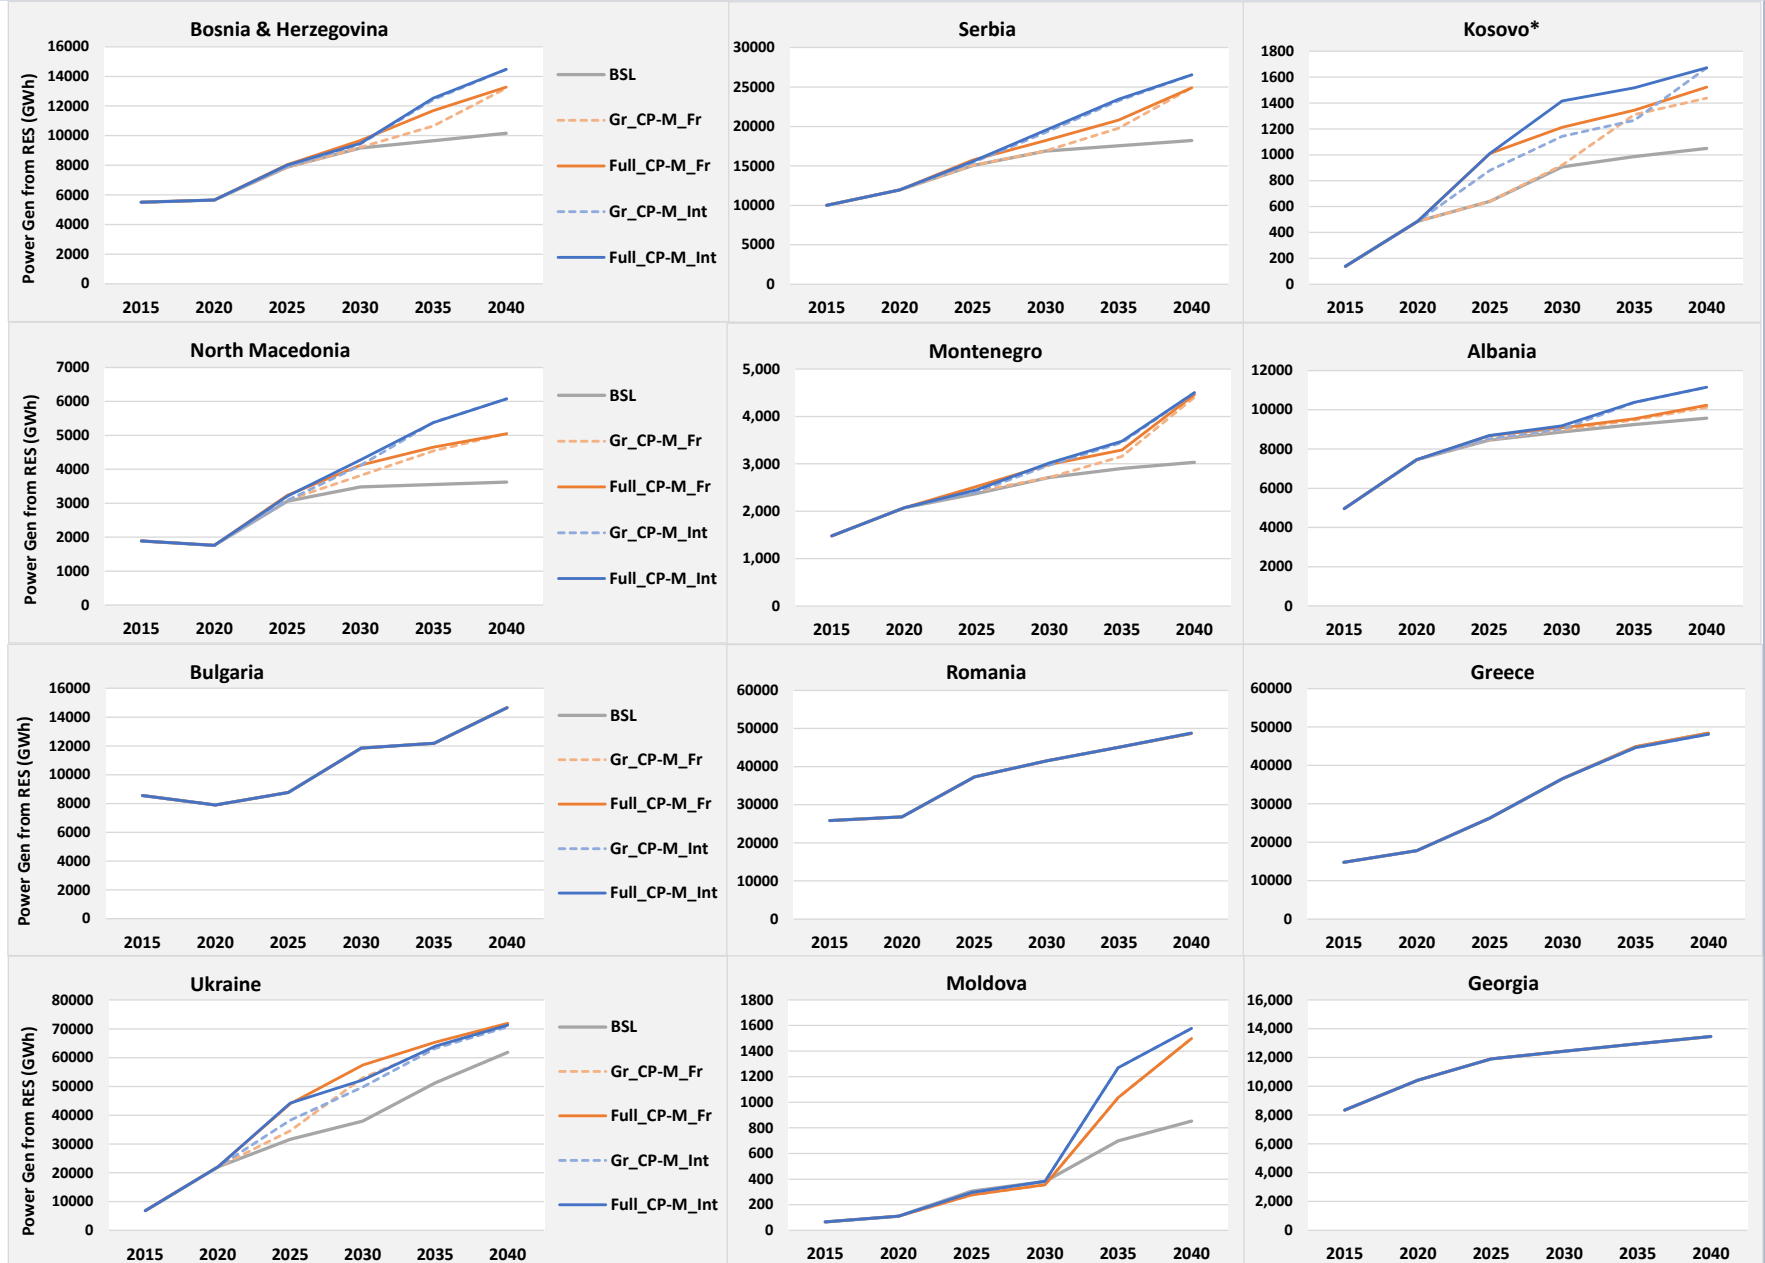 Bosnia & Herzegovina
Power Gen from RES (GWh)
16000
14000
12000
10000
8000
6000
4000
2000
0
2015 2020 2025 2030 2035 2040
BSL
Gr_CP-M_Fr
Full_CP-M_Fr
Gr_CP-M_Int
Full_CP-M_Int
Serbia
30000
25000
20000
15000
10000
5000
0
2015 2020 2025 2030 2035 2040
Kosovo*
1800
1600
1400
1200
1000
800
600
400
200
0
2015 2020 2025 2030 2035 2040
North Macedonia
Power Gen from RES (GWh)
7000
6000
5000
4000
3000
2000
1000
0
2015 2020 2025 2030 2035 2040
BSL
Gr_CP-M_Fr
Full_CP-M_Fr
Gr_CP-M_Int
Full_CP-M_Int
Montenegro
5,000
4,000
3,000
2,000
1,000
0
2015 2020 2025 2030 2035 2040
Albania
12000
10000
8000
6000
4000
2000
0
2015 2020 2025 2030 2035 2040
Bulgaria
Power Gen from RES (GWh)
16000
14000
12000
10000
8000
6000
4000
2000
0
2015 2020 2025 2030 2035 2040
BSL
Gr_CP-M_Fr
Full_CP-M_Fr
Gr_CP-M_Int
Full_CP-M_Int
Romania
60000
50000
40000
30000
20000
10000
0
2015 2020 2025 2030 2035 2040
Greece
60000
50000
40000
30000
20000
10000
0
2015 2020 2025 2030 2035 2040
Ukraine
Power Gen from RES (GWh)
80000
70000
60000
50000
40000
30000
20000
10000
0
2015 2020 2025 2030 2035 2040
BSL
Gr_CP-M_Fr
Full_CP-M_Fr
Gr_CP-M_Int
Full_CP-M_Int
Moldova
1800
1600
1400
1200
1000
800
600
400
200
0
2015 2020 2025 2030 2035 2040
Georgia
16,000
14,000
12,000
10,000
8,000
6,000
4,000
2,000
0
2015 2020 2025 2030 2035 2040